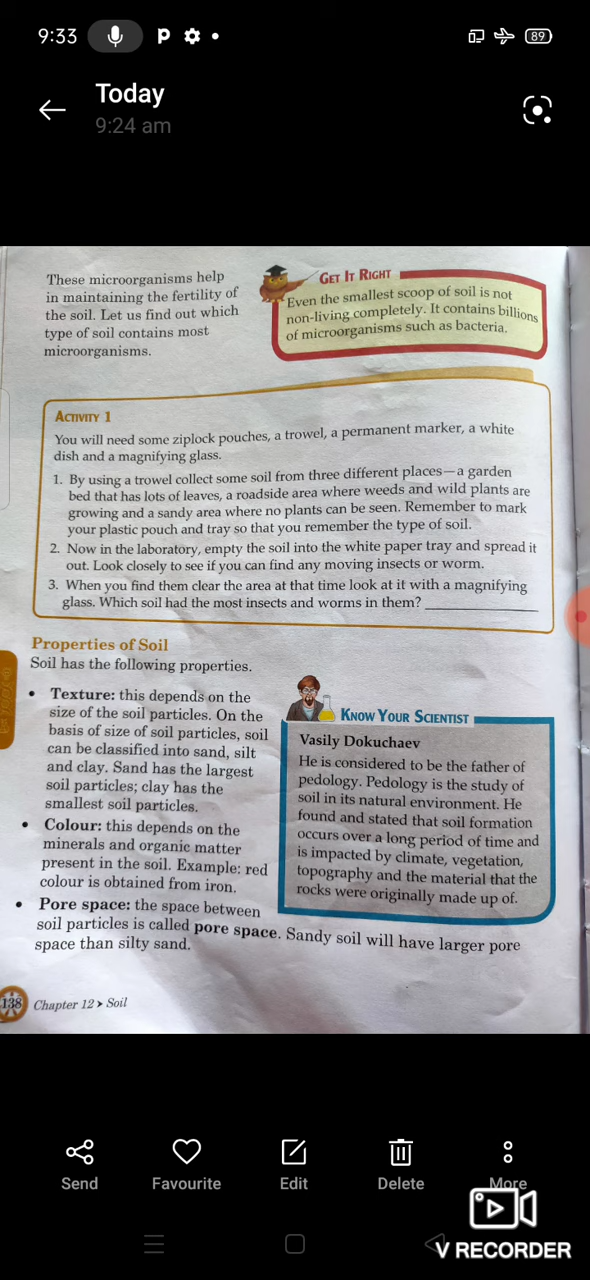 9:33
P
89
Today
9:24 am
These microorganisms help
in maintaining the fertility of
the soil. Let us find out which
type of soil contains most
microorganisms.
GET IT RIGHT
Even the smallest scoop of soil is not
non-living completely. It contains billions
of microorganisms such as bacteria.
ACTIVITY 1
You will need some ziplock pouches, a trowel, a permanent marker, a white
dish and a magnifying glass.
1. By using a trowel collect some soil from three different places—a garden
bed that has lots of leaves, a roadside area where weeds and wild plants are
growing and a sandy area where no plants can be seen. Remember to mark
your plastic pouch and tray so that you remember the type of soil.
2. Now in the laboratory, empty the soil into the white paper tray and spread it
out. Look closely to see if you can find any moving insects or worm.
3. When you find them clear the area at that time look at it with a magnifying
glass. Which soil had the most insects and worms in them?
Properties of Soil
Soil has the following properties.
• Texture: this depends on the
size of the soil particles. On the
basis of size of soil particles, soil
can be classified into sand, silt
and clay. Sand has the largest
soil particles; clay has the
smallest soil particles.
• Colour: this depends on the
minerals and organic matter
present in the soil. Example: red
colour is obtained from iron.
• Pore space: the space between
soil particles is called pore space. Sandy soil will have larger pore
space than silty sand.
KNOW YOUR SCIENTIST
Vasily Dokuchaev
He is considered to be the father of
pedology. Pedology is the study of
soil in its natural environment. He
found and stated that soil formation
occurs over a long period of time and
is impacted by climate, vegetation,
topography and the material that the
rocks were originally made up of.
138 Chapter 12 > Soil
Send
Favourite
Edit
Delete
More
V RECORDER